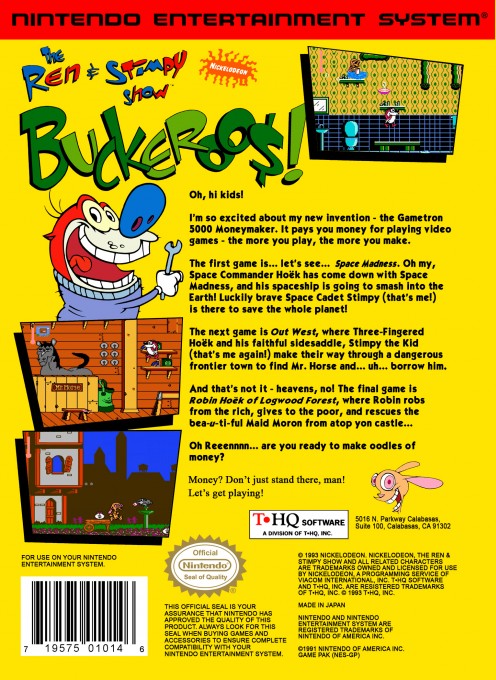 NINTENDO ENTERTAINMENT SYSTEM®
THE
REN & STIMPY
SHOW™
NICKELODEON
BUCKEROO$!
Oh, hi kids!
I'm so excited about my new invention - the Gametron
5000 Moneymaker. It pays you money for playing video
games - the more you play, the more you make.
The first game is... let's see... Space Madness. Oh my,
Space Commander Hoëk has come down with Space
Madness, and his spaceship is going to smash into the
Earth! Luckily brave Space Cadet Stimpy (that's me!)
is there to save the whole planet!
The next game is Out West, where Three-Fingered
Hoëk and his faithful sidesaddle, Stimpy the Kid
(that's me again!) make their way through a dangerous
frontier town to find Mr. Horse and... uh... borrow him.
Mr. Horse
And that's not it - heavens, no! The final game is
Robin Hoëk of Logwood Forest, where Robin robs
from the rich, gives to the poor, and rescues the
bea-u-ti-ful Maid Moron from atop yon castle...
Oh Reeennnn... are you ready to make oodles of
money?
Money? Don't just stand there, man!
Let's get playing!
T•HQ SOFTWARE
A DIVISION OF T•HQ, INC.
5016 N. Parkway Calabasas,
Suite 100, Calabasas, CA 91302
FOR USE ON YOUR NINTENDO
ENTERTAINMENT SYSTEM.
7 19575 01014 6
Official
Nintendo
Seal of Quality
THIS OFFICIAL SEAL IS YOUR
ASSURANCE THAT NINTENDO HAS
APPROVED THE QUALITY OF THIS
PRODUCT. ALWAYS LOOK FOR THIS
SEAL WHEN BUYING GAMES AND
ACCESSORIES TO ENSURE COMPLETE
COMPATIBILITY WITH YOUR
NINTENDO ENTERTAINMENT SYSTEM.
© 1993 NICKELODEON. NICKELODEON, THE REN &
STIMPY SHOW AND ALL RELATED CHARACTERS
ARE TRADEMARKS OWNED AND LICENSED FOR USE
BY NICKELODEON, A PROGRAMMING SERVICE OF
VIACOM INTERNATIONAL, INC. T•HQ SOFTWARE
AND T•HQ, INC. ARE RESISTERED TRADEMARKS
OF T•HQ, INC. © 1993 T•HQ, INC.
MADE IN JAPAN
NINTENDO AND NINTENDO
ENTERTAINMENT SYSTEM ARE
REGISTERED TRADEMARKS OF
NINTENDO OF AMERICA INC.
©1991 NINTENDO OF AMERICA INC.
GAME PAK (NES-GP)